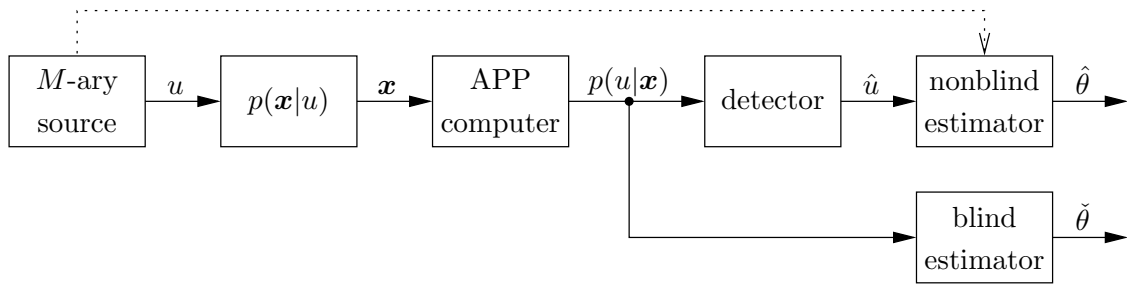 M-ary source
u
p(x|u)
x
APP computer
p(u|x)
detector
û
nonblind estimator
θ̂
blind estimator
θ̌